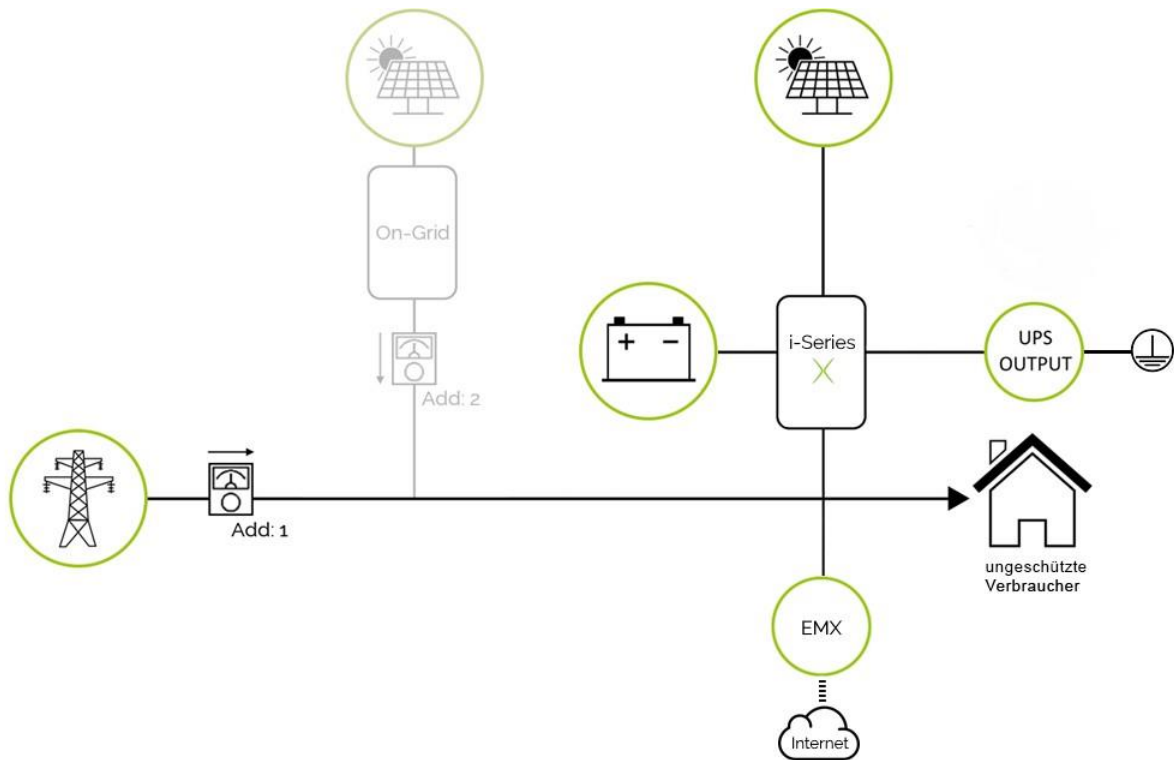 On-Grid
Add: 2
i-Series
X
+ −
UPS
OUTPUT
Add: 1
ungeschützte
Verbraucher
EMX
Internet